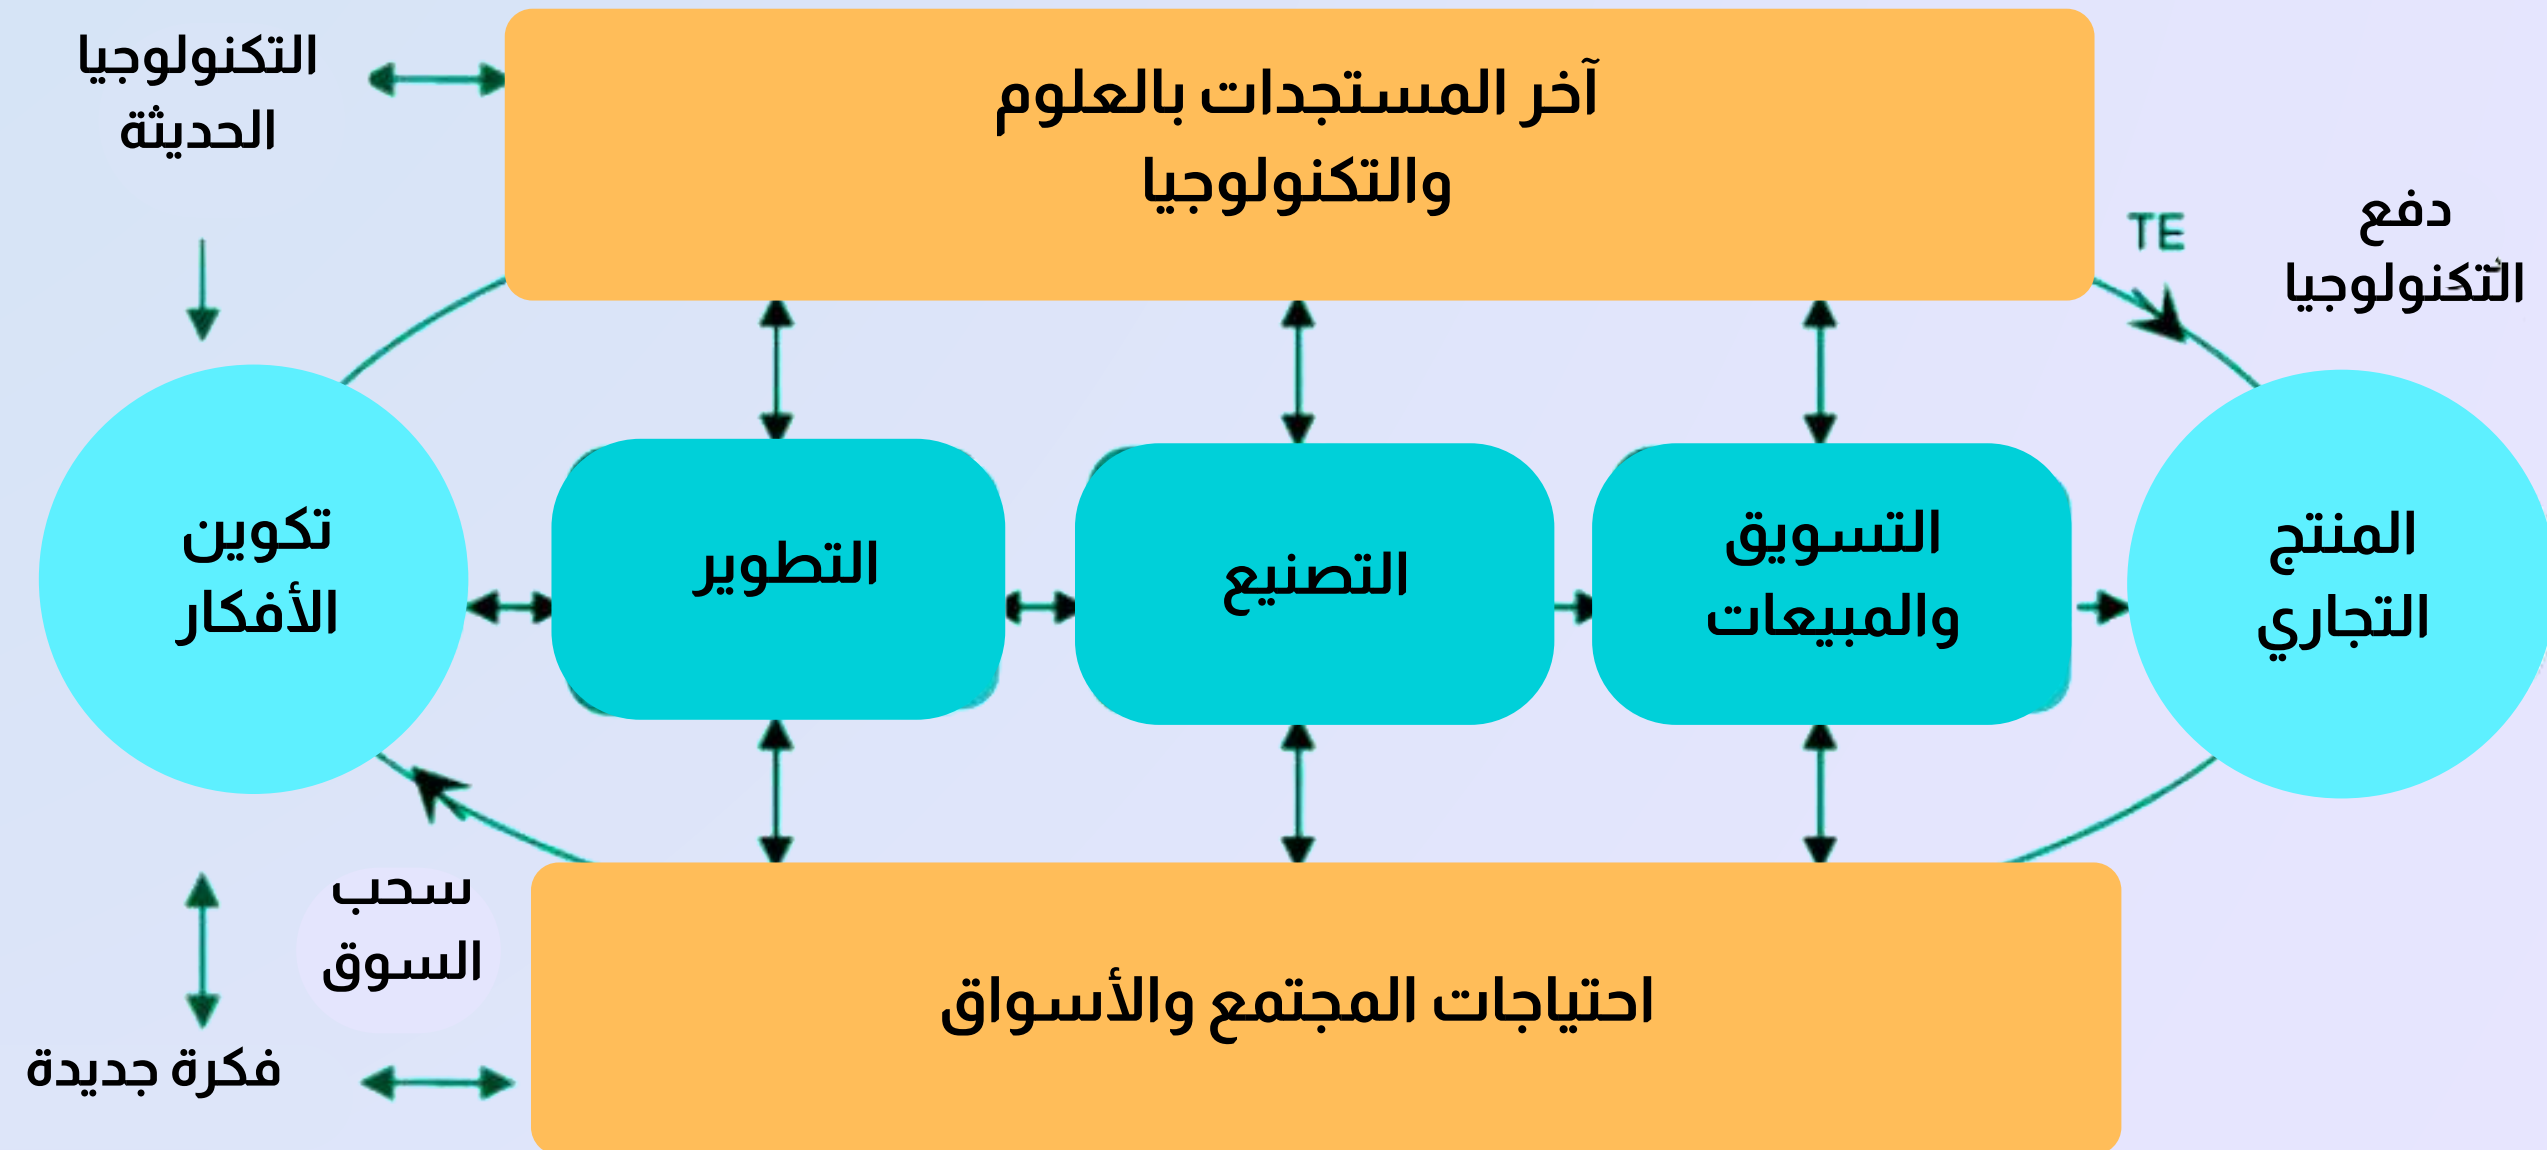 التكنولوجيا
الحديثة
آخر المستجدات بالعلوم
والتكنولوجيا
TE
دفع
التكنولوجيا
تكوين
الأفكار
التطوير
التصنيع
التسويق
والمبيعات
المنتج
التجاري
سحب
السوق
فكرة جديدة
احتياجات المجتمع والأسواق